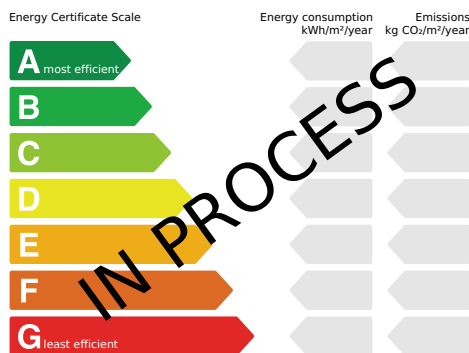 Energy Certificate Scale
Energy consumption
kWh/m²/year
Emissions
kg CO₂/m²/year
A most efficient
B
C
D
E
F
G least efficient
IN PROCESS